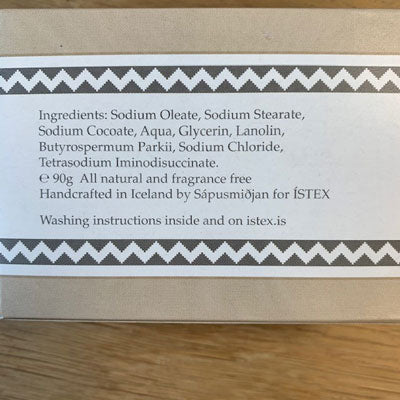 Ingredients: Sodium Oleate, Sodium Stearate,
Sodium Cocoate, Aqua, Glycerin, Lanolin,
Butyrospermum Parkii, Sodium Chloride,
Tetrasodium Iminodisuccinate.
℮ 90g All natural and fragrance free
Handcrafted in Iceland by Sápusmiðjan for ÍSTEX
Washing instructions inside and on istex.is